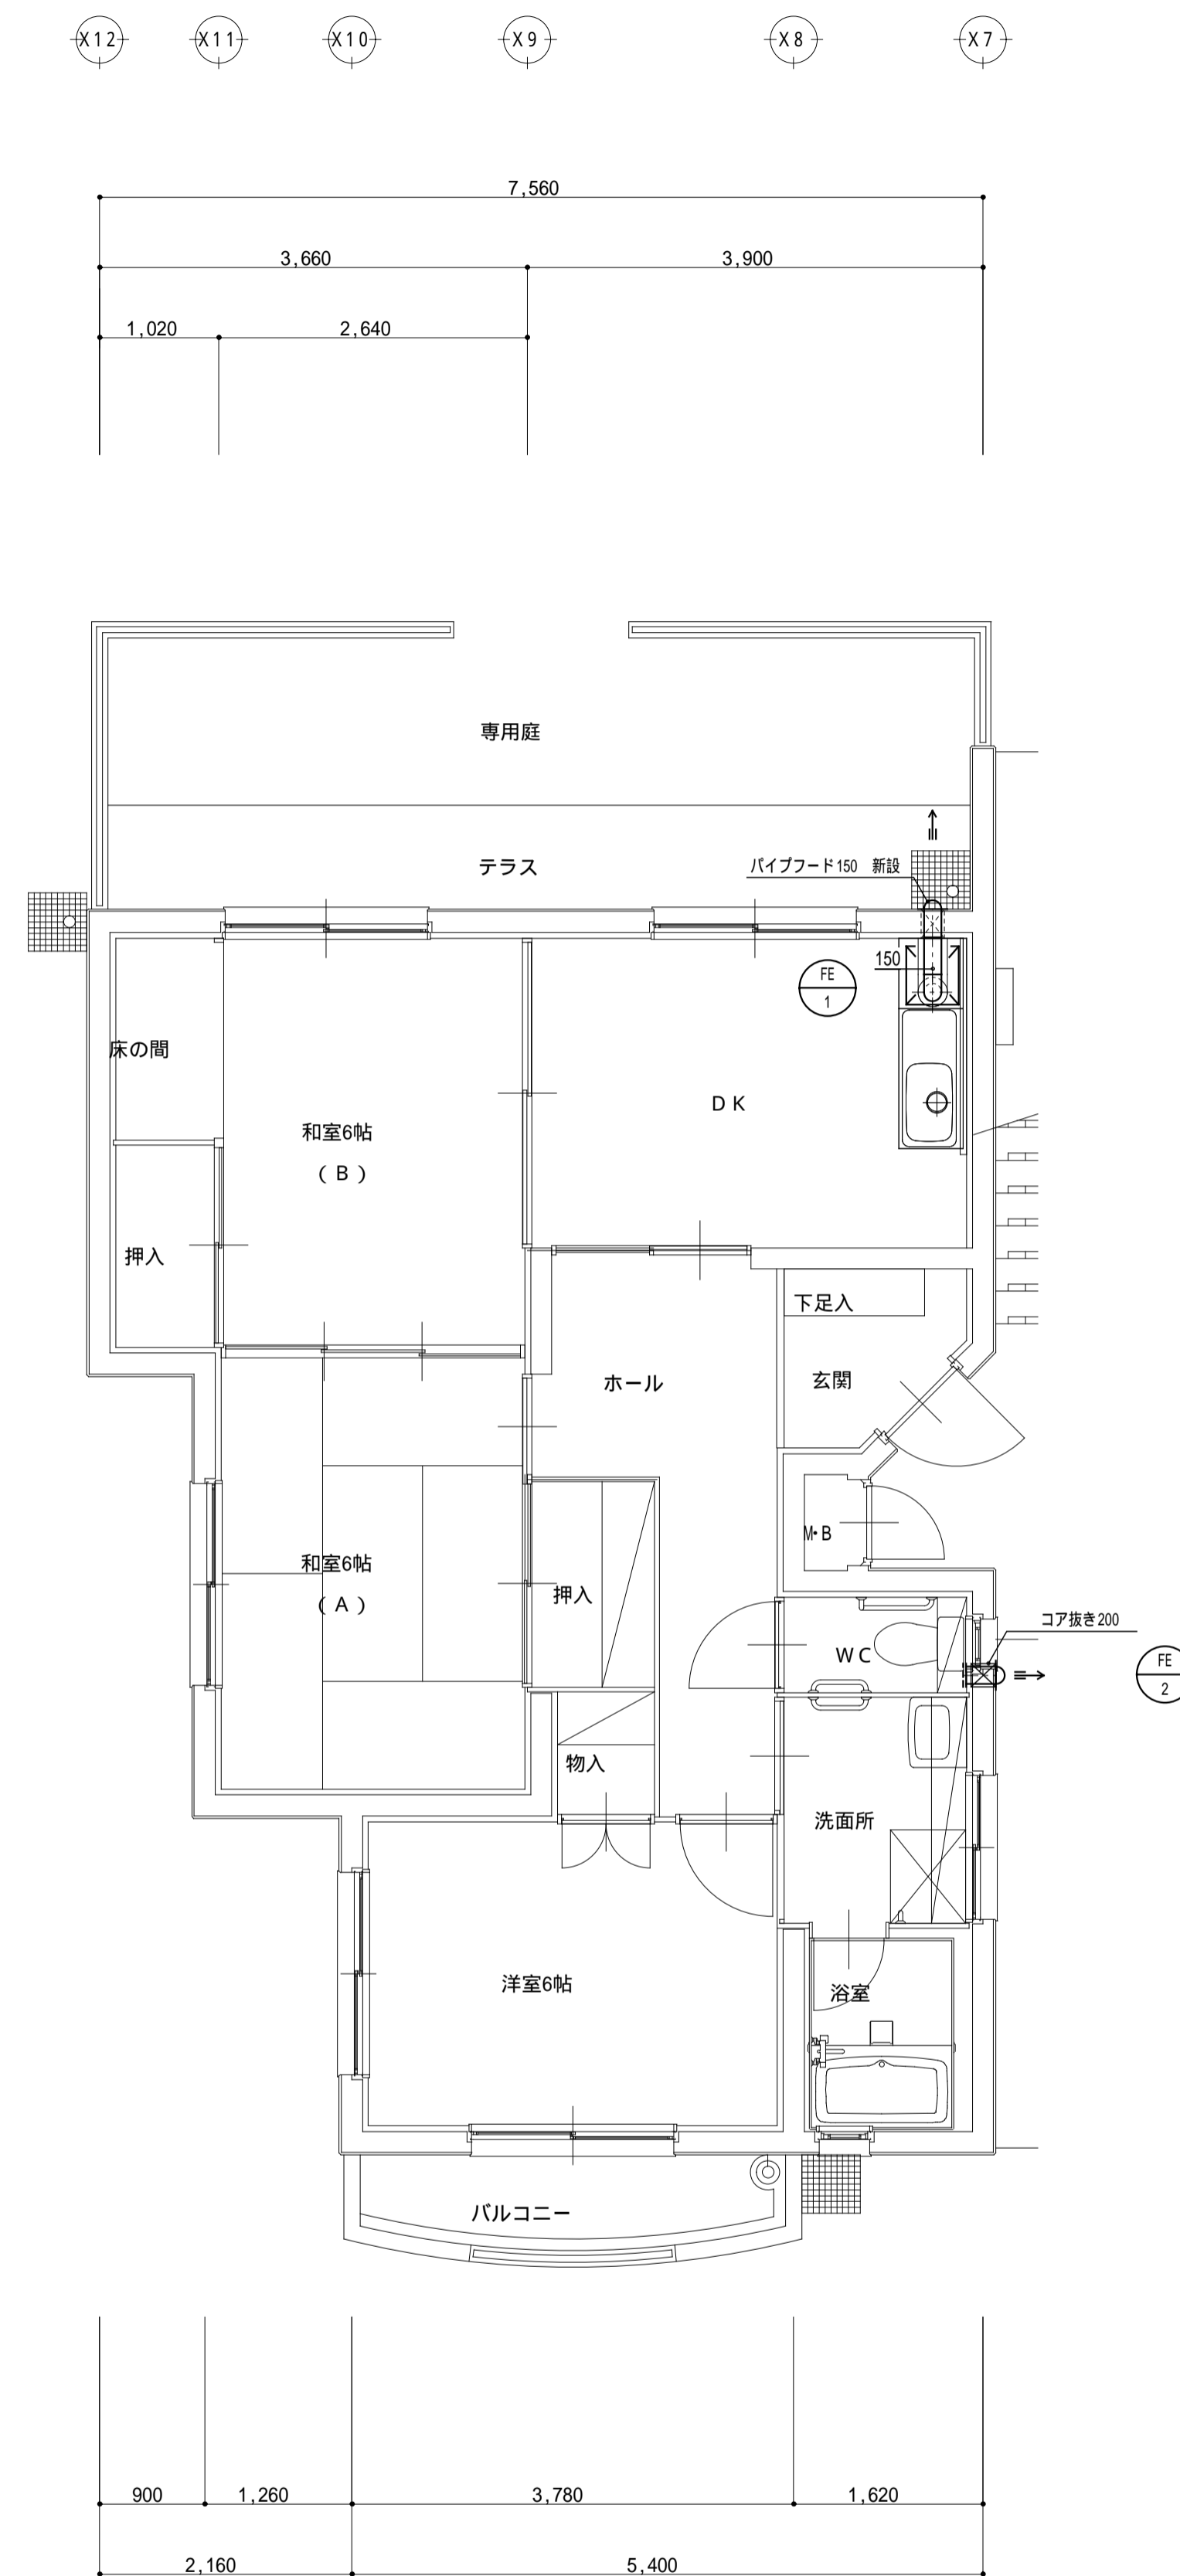 X12 X11 X10 X9 X8 X7
7,560
3,660 3,900
1,020 2,640
専用庭
テラス
パイプフード150 新設
150
FE
1
床の間
DK
和室6帖
(B)
押入
下足入
玄関
ホール
M・B
和室6帖
(A)
押入
コア抜き200
WC
FE
2
物入
洗面所
洋室6帖
浴室
バルコニー
900 1,260 3,780 1,620
2,160 5,400